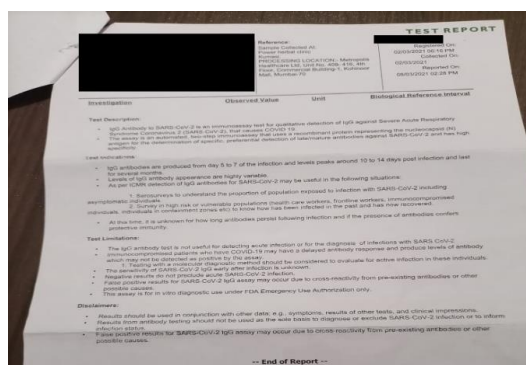 TEST REPORT
Reference:
Sample Collected At:
Power herbal clinic
PROCESSING LOCATION:- Metropolis
Healthcare Ltd, Unit No. 409- 416, 4th
Floor, Commercial Building-1, Kohinoor
Mall, Mumbai-70
Registered On:
02/03/2021 06:18 PM
Collected On:
02/03/2021
Reported On:
02:28 PM
Investigation Observed Value Unit Biological Reference Interval
Test Description:
• IgG Antibody to SARS-CoV-2 is an immunoassay test for qualitative detection of IgG against Severe Acute Respiratory
Syndrome Coronavirus 2 (SARS-CoV-2), that causes COVID 19.
• The assay is an automated, two-step immunoassay that uses a recombinant protein representing the nucleocapsid (N)
antigen for the determination of specific, preferential detection of late/mature antibodies against SARS-CoV-2 and has high
specificity.
Test Indications:
• IgG antibodies are produced from day 5 to 7 of the infection and levels peaks around 10 to 14 days post infection and last
for several months.
• Levels of IgG antibody appearance are highly variable.
• As per ICMR detection of IgG antibodies for SARS-CoV-2 may be useful in the following situations:
1. Serosurveys to understand the proportion of population exposed to infection with SARS-CoV-2 including
asymptomatic individuals.
2. Survey in high risk or vulnerable populations (health care workers, frontline workers, immunocompromised
individuals, individuals in containment zones etc) to know who has been infected in the past and has now recovered.
• At this time, it is unknown for how long antibodies persist following infection and if the presence of antibodies confers
protective immunity.
Test Limitations:
• The IgG antibody test is not useful for detecting acute infection or for the diagnosis of infections with SARS-CoV-2.
• Immunocompromised patients who have COVID-19 may have a delayed antibody response and produce levels of antibody
which may not be detected as positive by the assay.
1. Testing with a molecular diagnostic method should be considered to evaluate for active infection in these individuals.
• The sensitivity of SARS-CoV-2 IgG early after infection is unknown.
• Negative results do not preclude acute SARS-CoV-2 infection.
• False positive results for SARS-CoV-2 IgG assay may occur due to cross-reactivity from pre-existing antibodies or other
possible causes.
• This assay is for in vitro diagnostic use under FDA Emergency Use Authorization only.
Disclaimers:
• Results should be used in conjunction with other data; e.g., symptoms, results of other tests, and clinical impressions.
• Results from antibody testing should not be used as the sole basis to diagnose or exclude SARS-CoV-2 infection or to inform
infection status.
• False positive results for SARS-CoV-2 IgG assay may occur due to cross-reactivity from pre-existing antibodies or other
possible causes.
-- End of Report --